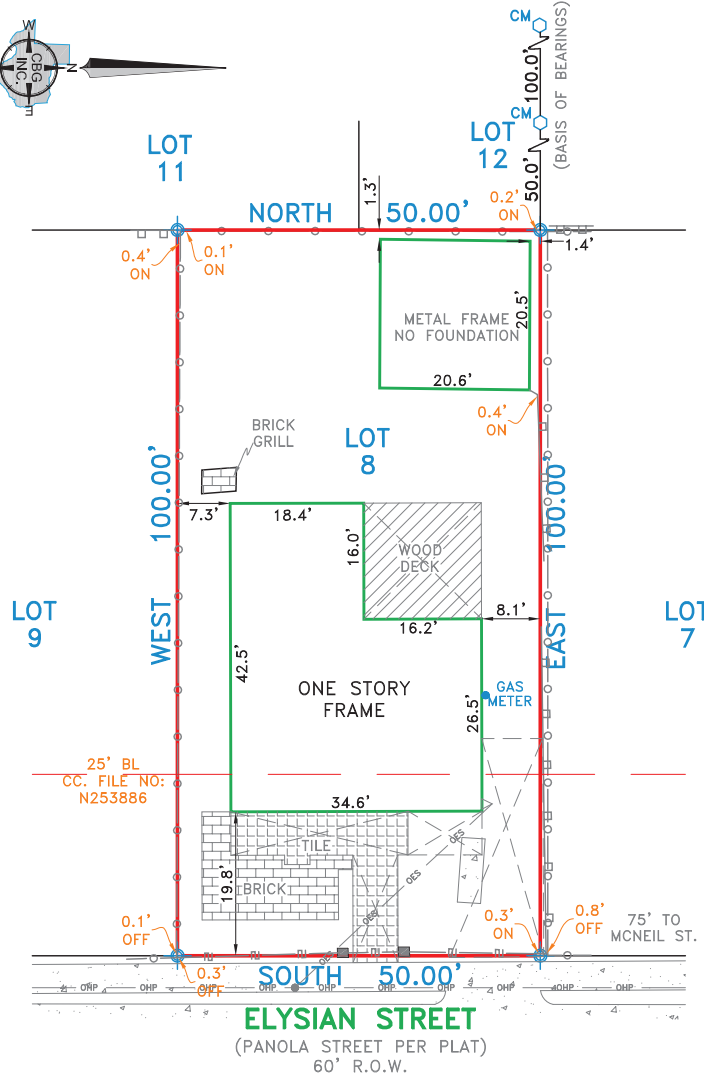 W
CBG
INC.
N
E
CM
100.0'
CM
50.0'
(BASIS OF BEARINGS)
LOT
11
LOT
12
1.3'
0.2'
ON
NORTH 50.00'
0.4'
ON
0.1'
ON
1.4'
METAL FRAME
NO FOUNDATION
20.5'
20.6'
0.4'
ON
BRICK
GRILL
LOT
8
WEST 100.00'
EAST 100.00'
7.3'
18.4'
16.0'
WOOD
DECK
16.2'
8.1'
LOT
9
LOT
7
42.5'
ONE STORY
FRAME
26.5'
GAS
METER
25' BL
CC. FILE NO:
N253886
34.6'
TILE
19.8'
BRICK
OES
OES
OES
OES
0.1'
OFF
0.3'
ON
0.8'
OFF
75' TO
MCNEIL ST.
0.3'
OFF
SOUTH 50.00'
OHP OHP OHP OHP OHP OHP OHP OHP OHP OHP
ELYSIAN STREET
(PANOLA STREET PER PLAT)
60' R.O.W.